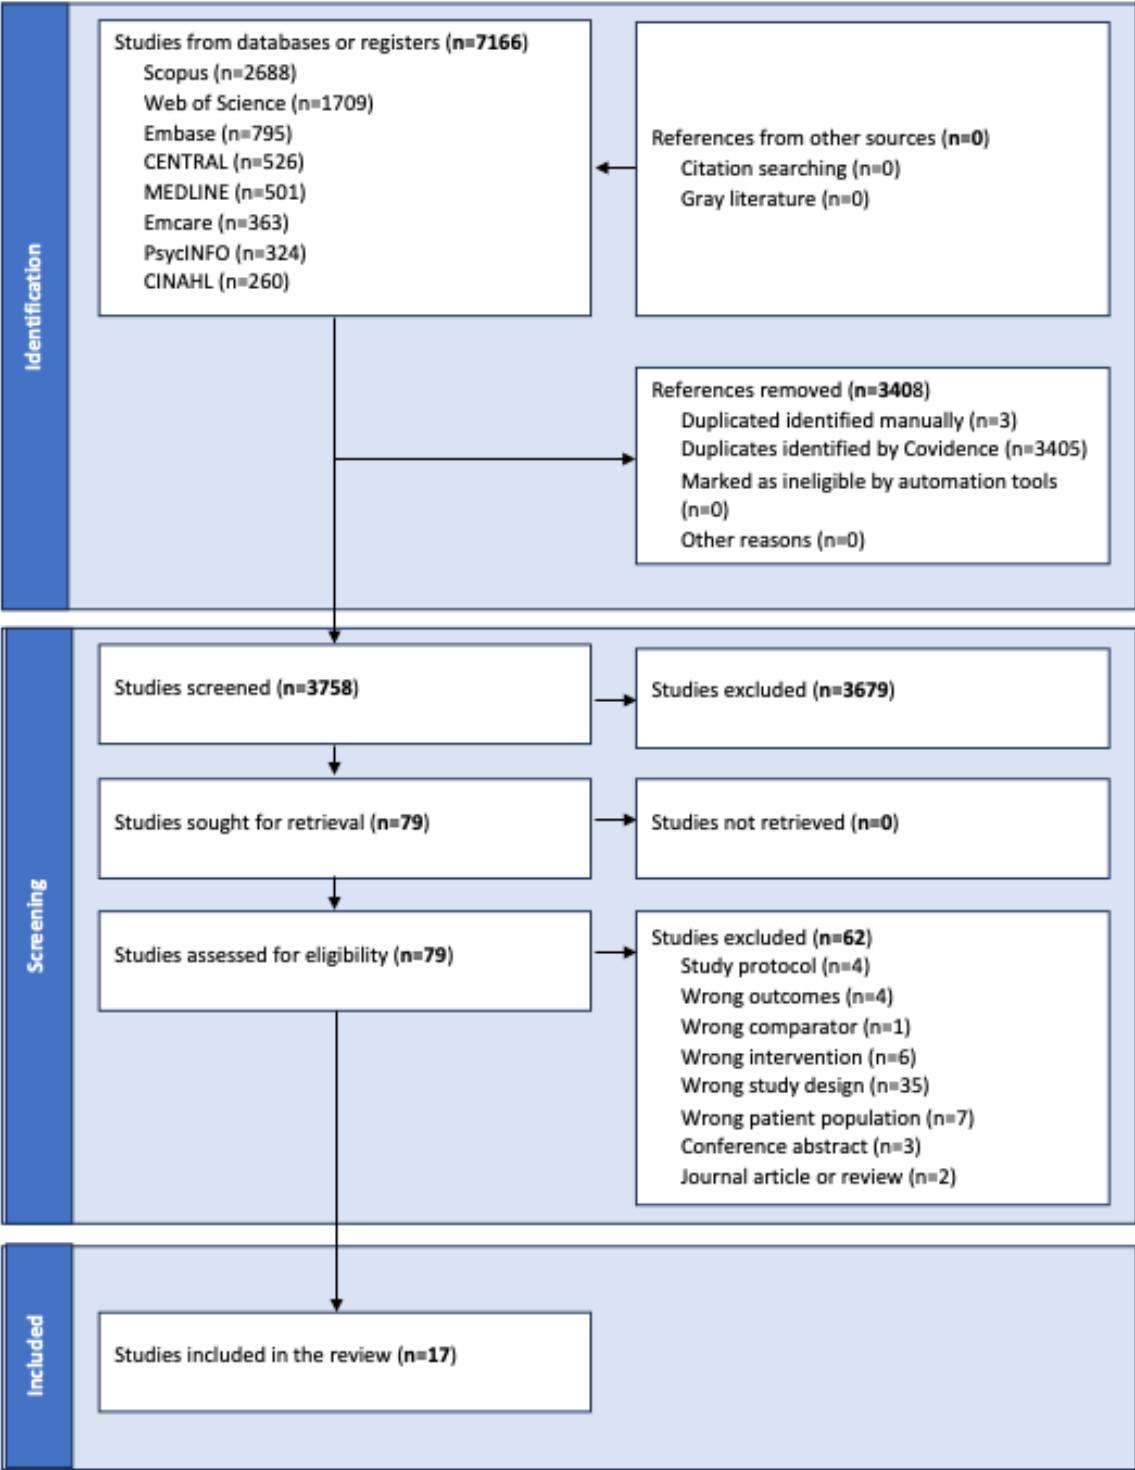 Identification
Studies from databases or registers (n=7166)
Scopus (n=2688)
Web of Science (n=1709)
Embase (n=795)
CENTRAL (n=526)
MEDLINE (n=501)
Emcare (n=363)
PsycINFO (n=324)
CINAHL (n=260)
References from other sources (n=0)
Citation searching (n=0)
Gray literature (n=0)
References removed (n=3408)
Duplicated identified manually (n=3)
Duplicates identified by Covidence (n=3405)
Marked as ineligible by automation tools
(n=0)
Other reasons (n=0)
Screening
Studies screened (n=3758)
Studies excluded (n=3679)
Studies sought for retrieval (n=79)
Studies not retrieved (n=0)
Studies assessed for eligibility (n=79)
Studies excluded (n=62)
Study protocol (n=4)
Wrong outcomes (n=4)
Wrong comparator (n=1)
Wrong intervention (n=6)
Wrong study design (n=35)
Wrong patient population (n=7)
Conference abstract (n=3)
Journal article or review (n=2)
Included
Studies included in the review (n=17)